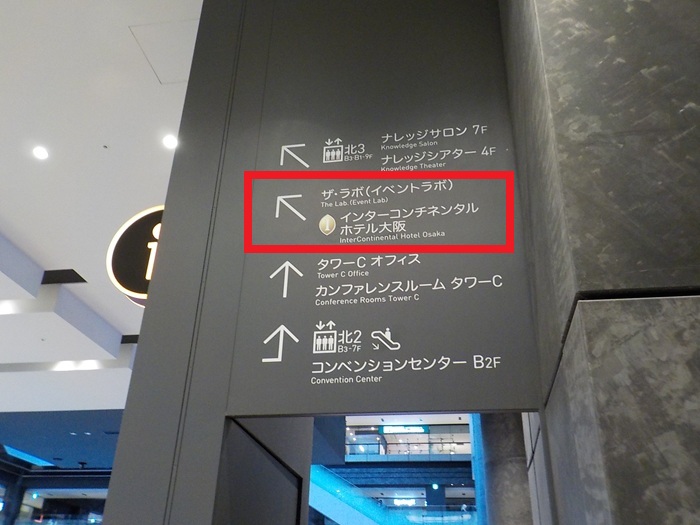 北3
B3·B1-9F
ナレッジサロン 7F
Knowledge Salon
ナレッジシアター 4F
Knowledge Theater
ザ・ラボ(イベントラボ)
The Lab.(Event Lab)
インターコンチネンタル
ホテル大阪
InterContinental Hotel Osaka
タワーC オフィス
Tower C Office
カンファレンスルーム タワーC
Conference Rooms Tower C
北2
B3-7F
コンベンションセンター B2F
Convention Center
i